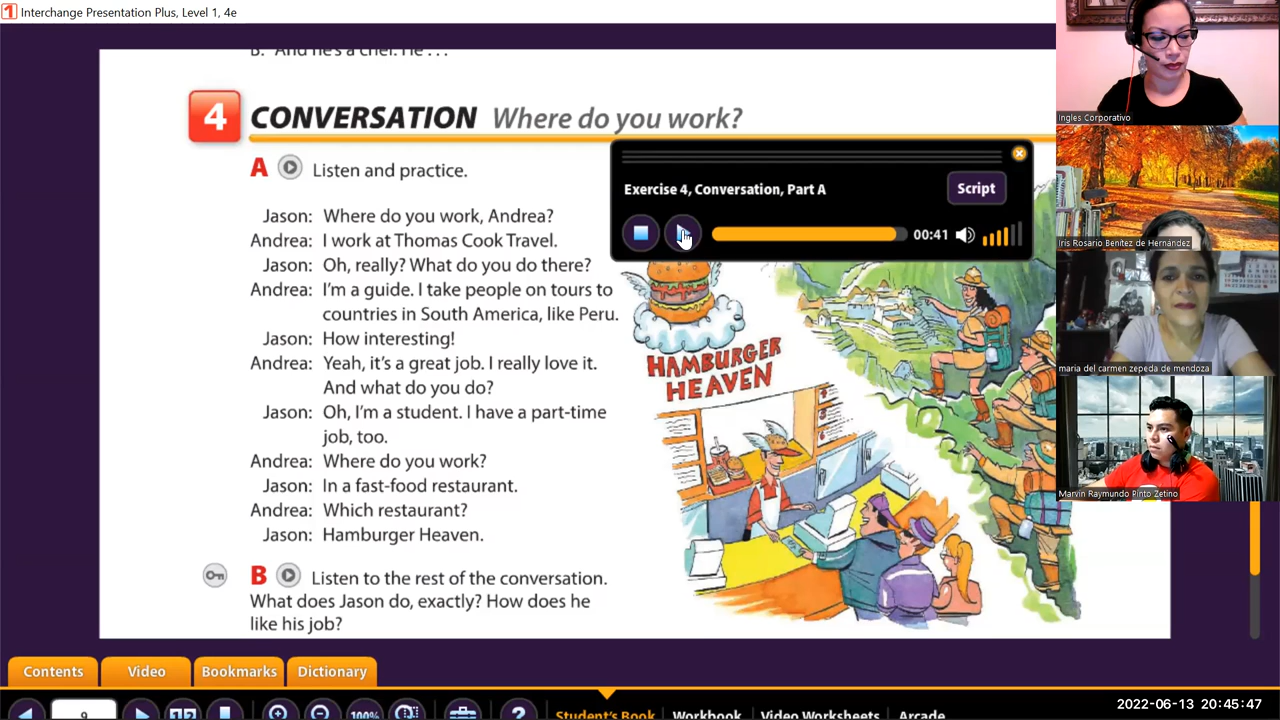 Interchange Presentation Plus, Level 1, 4e
B. And he's a chef. He . . .
4 CONVERSATION Where do you work?
A Listen and practice.
Exercise 4, Conversation, Part A
Script
00:41
Jason: Where do you work, Andrea?
Andrea: I work at Thomas Cook Travel.
Jason: Oh, really? What do you do there?
Andrea: I'm a guide. I take people on tours to
countries in South America, like Peru.
Jason: How interesting!
Andrea: Yeah, it's a great job. I really love it.
And what do you do?
Jason: Oh, I'm a student. I have a part-time
job, too.
Andrea: Where do you work?
Jason: In a fast-food restaurant.
Andrea: Which restaurant?
Jason: Hamburger Heaven.
HAMBURGER
HEAVEN
B Listen to the rest of the conversation.
What does Jason do, exactly? How does he
like his job?
Ingles Corporativo
Iris Rosario Benitez de Hernandez
maria del carmen zepeda de mendoza
Marvin Raymundo Pinto Zetino
Contents Video Bookmarks Dictionary
9
100%
Student's Book Workbook Video Worksheets Arcade
2022-06-13 20:45:47